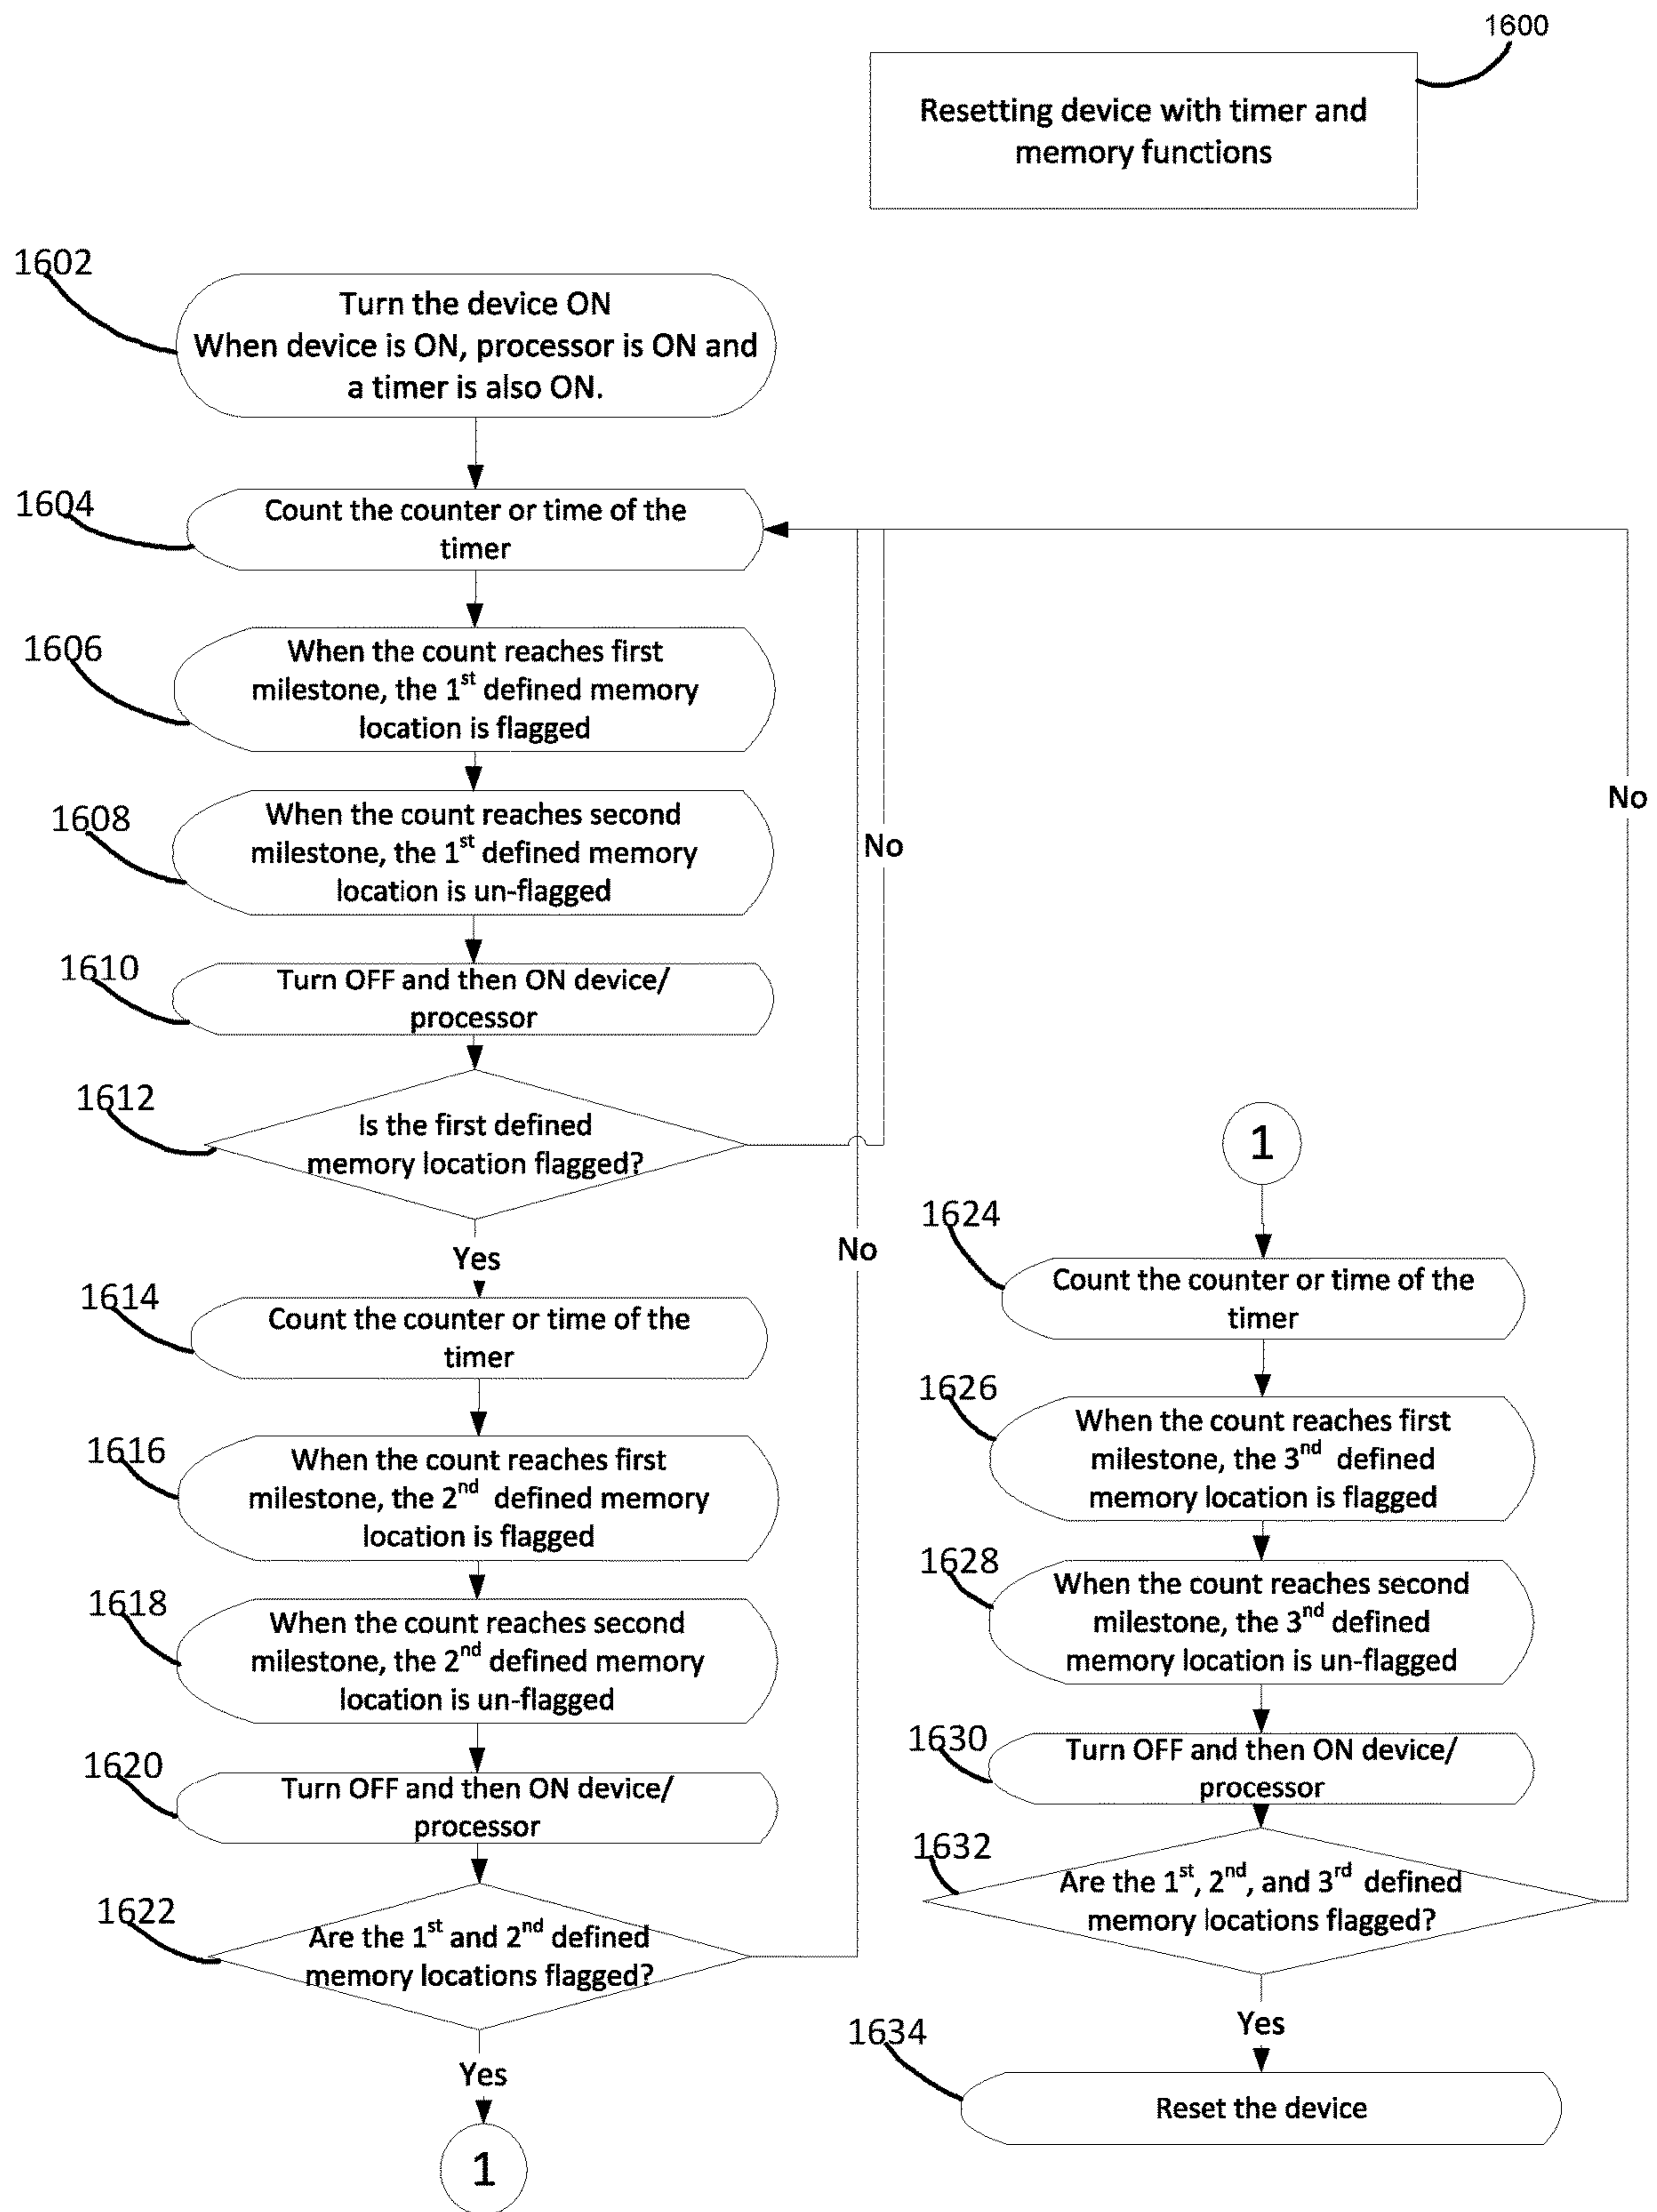 1600
Resetting device with timer and
memory functions
1602
Turn the device ON
When device is ON, processor is ON and
a timer is also ON.
1604
Count the counter or time of the
timer
1606
When the count reaches first
milestone, the 1st defined memory
location is flagged
1608
When the count reaches second
milestone, the 1st defined memory
location is un-flagged
No
No
1610
Turn OFF and then ON device/
processor
1612
Is the first defined
memory location flagged?
Yes
No
1614
Count the counter or time of the
timer
1616
When the count reaches first
milestone, the 2nd defined memory
location is flagged
1618
When the count reaches second
milestone, the 2nd defined memory
location is un-flagged
1620
Turn OFF and then ON device/
processor
1622
Are the 1st and 2nd defined
memory locations flagged?
Yes
1
1
1624
Count the counter or time of the
timer
1626
When the count reaches first
milestone, the 3nd defined
memory location is flagged
1628
When the count reaches second
milestone, the 3nd defined
memory location is un-flagged
1630
Turn OFF and then ON device/
processor
1632
Are the 1st, 2nd, and 3rd defined
memory locations flagged?
Yes
1634
Reset the device